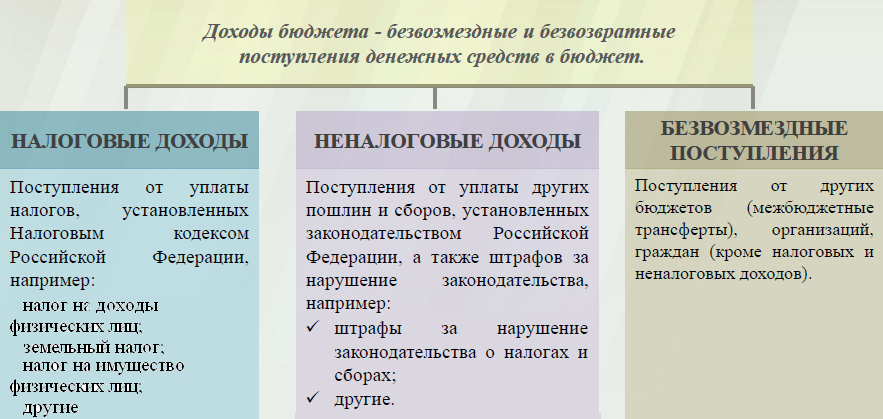 Доходы бюджета - безвозмездные и безвозвратные
поступления денежных средств в бюджет.
НАЛОГОВЫЕ ДОХОДЫ
Поступления от уплаты
налогов, установленных
Налоговым кодексом
Российской Федерации,
например:
налог на доходы
физических лиц;
земельный налог;
налог на имущество
физических лиц;
другие
НЕНАЛОГОВЫЕ ДОХОДЫ
Поступления от уплаты других
пошлин и сборов, установленных
законодательством Российской
Федерации, а также штрафов за
нарушение законодательства,
например:
✓ штрафы за нарушение
законодательства о налогах и
сборах;
✓ другие.
БЕЗВОЗМЕЗДНЫЕ
ПОСТУПЛЕНИЯ
Поступления от других
бюджетов (межбюджетные
трансферты), организаций,
граждан (кроме налоговых и
неналоговых доходов).